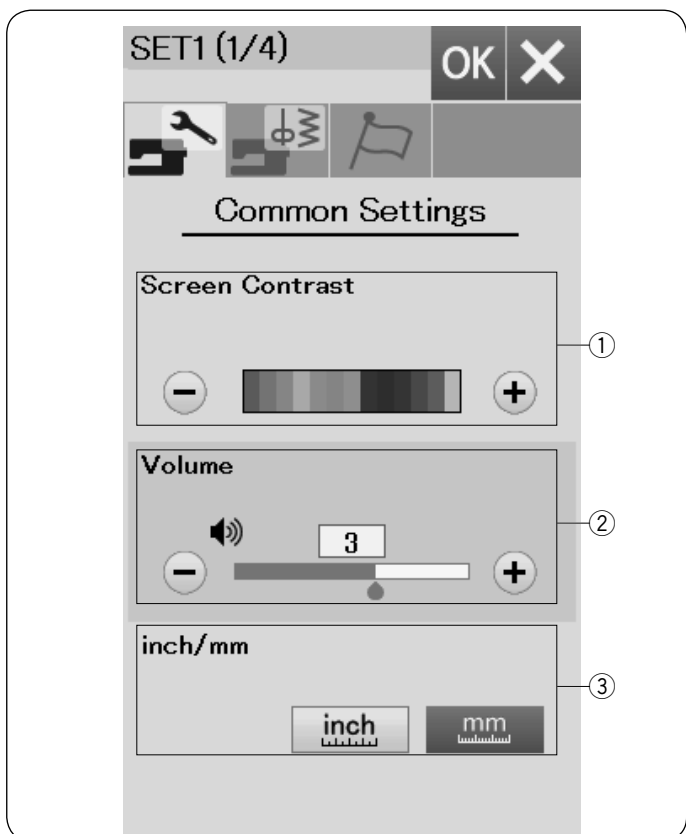 SET1 (1/4)
OK
Common Settings
Screen Contrast
①
Volume
3
②
inch/mm
inch
mm
③